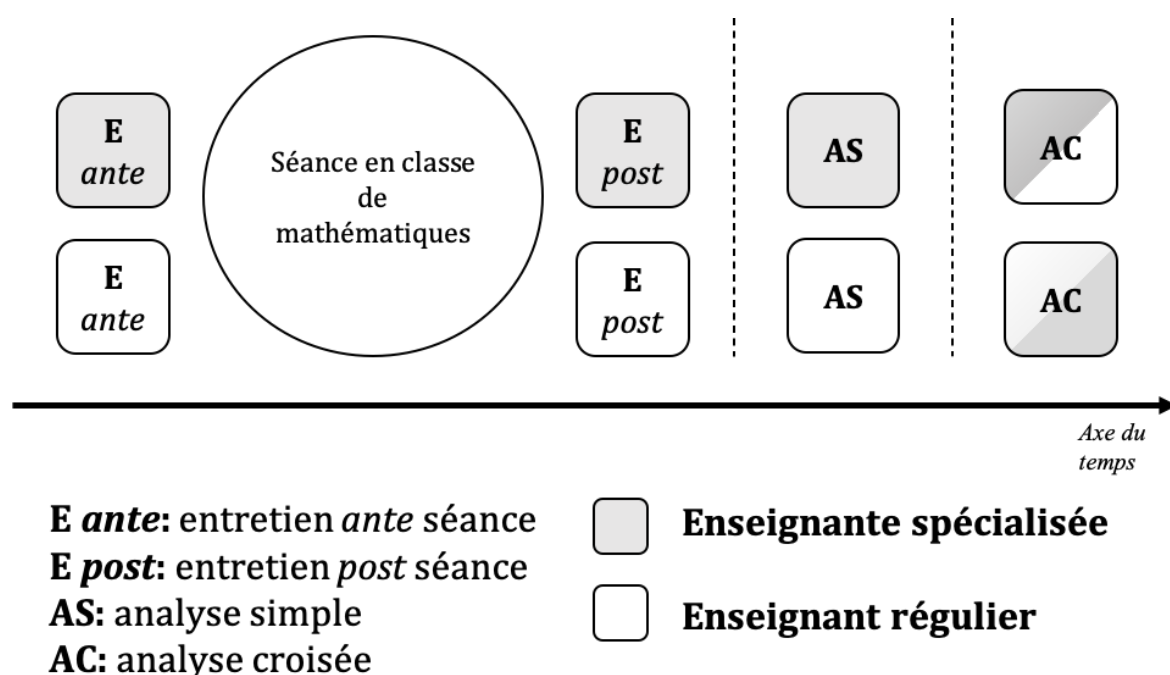 E
ante
Séance en classe
de
mathématiques
E
post
AS
AC
E
ante
E
post
AS
AC
Axe du
temps
E ante: entretien ante séance
E post: entretien post séance
AS: analyse simple
AC: analyse croisée
Enseignante spécialisée
Enseignant régulier